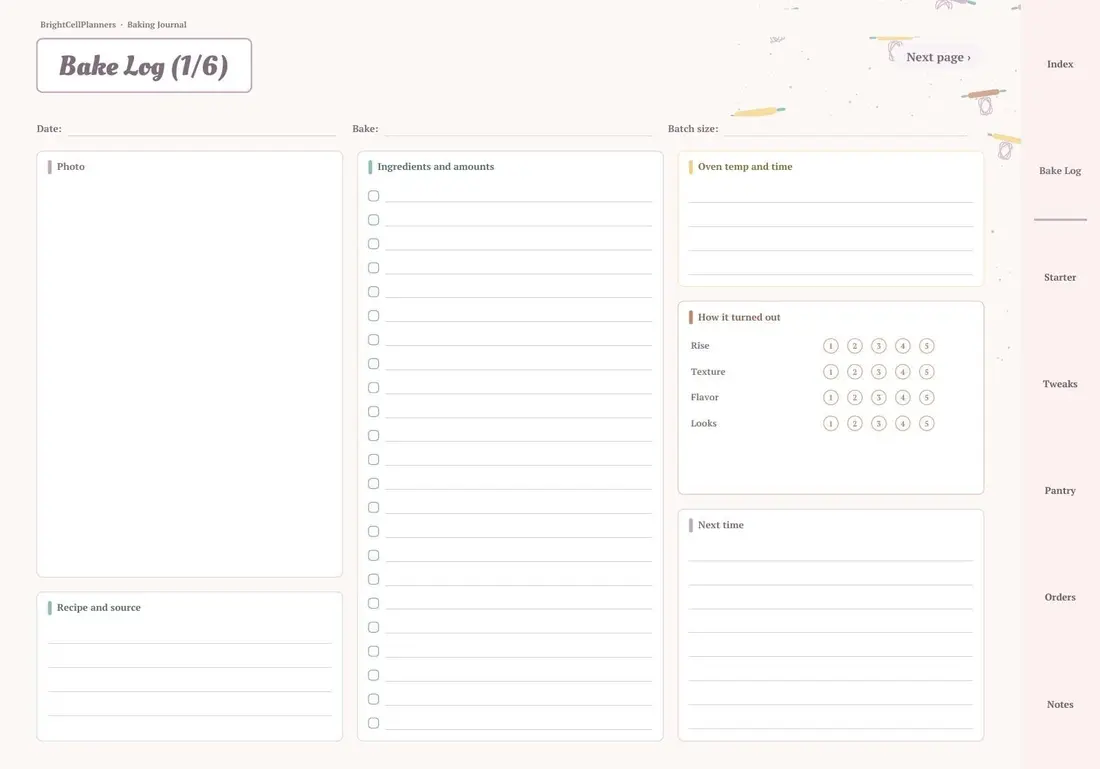 BrightCellPlanners · Baking Journal
Bake Log (1/6)
Next page ›
Date:
Bake:
Batch size:
Photo
Recipe and source
Ingredients and amounts
Oven temp and time
How it turned out
Rise 1 2 3 4 5
Texture 1 2 3 4 5
Flavor 1 2 3 4 5
Looks 1 2 3 4 5
Next time
Index
Bake Log
Starter
Tweaks
Pantry
Orders
Notes